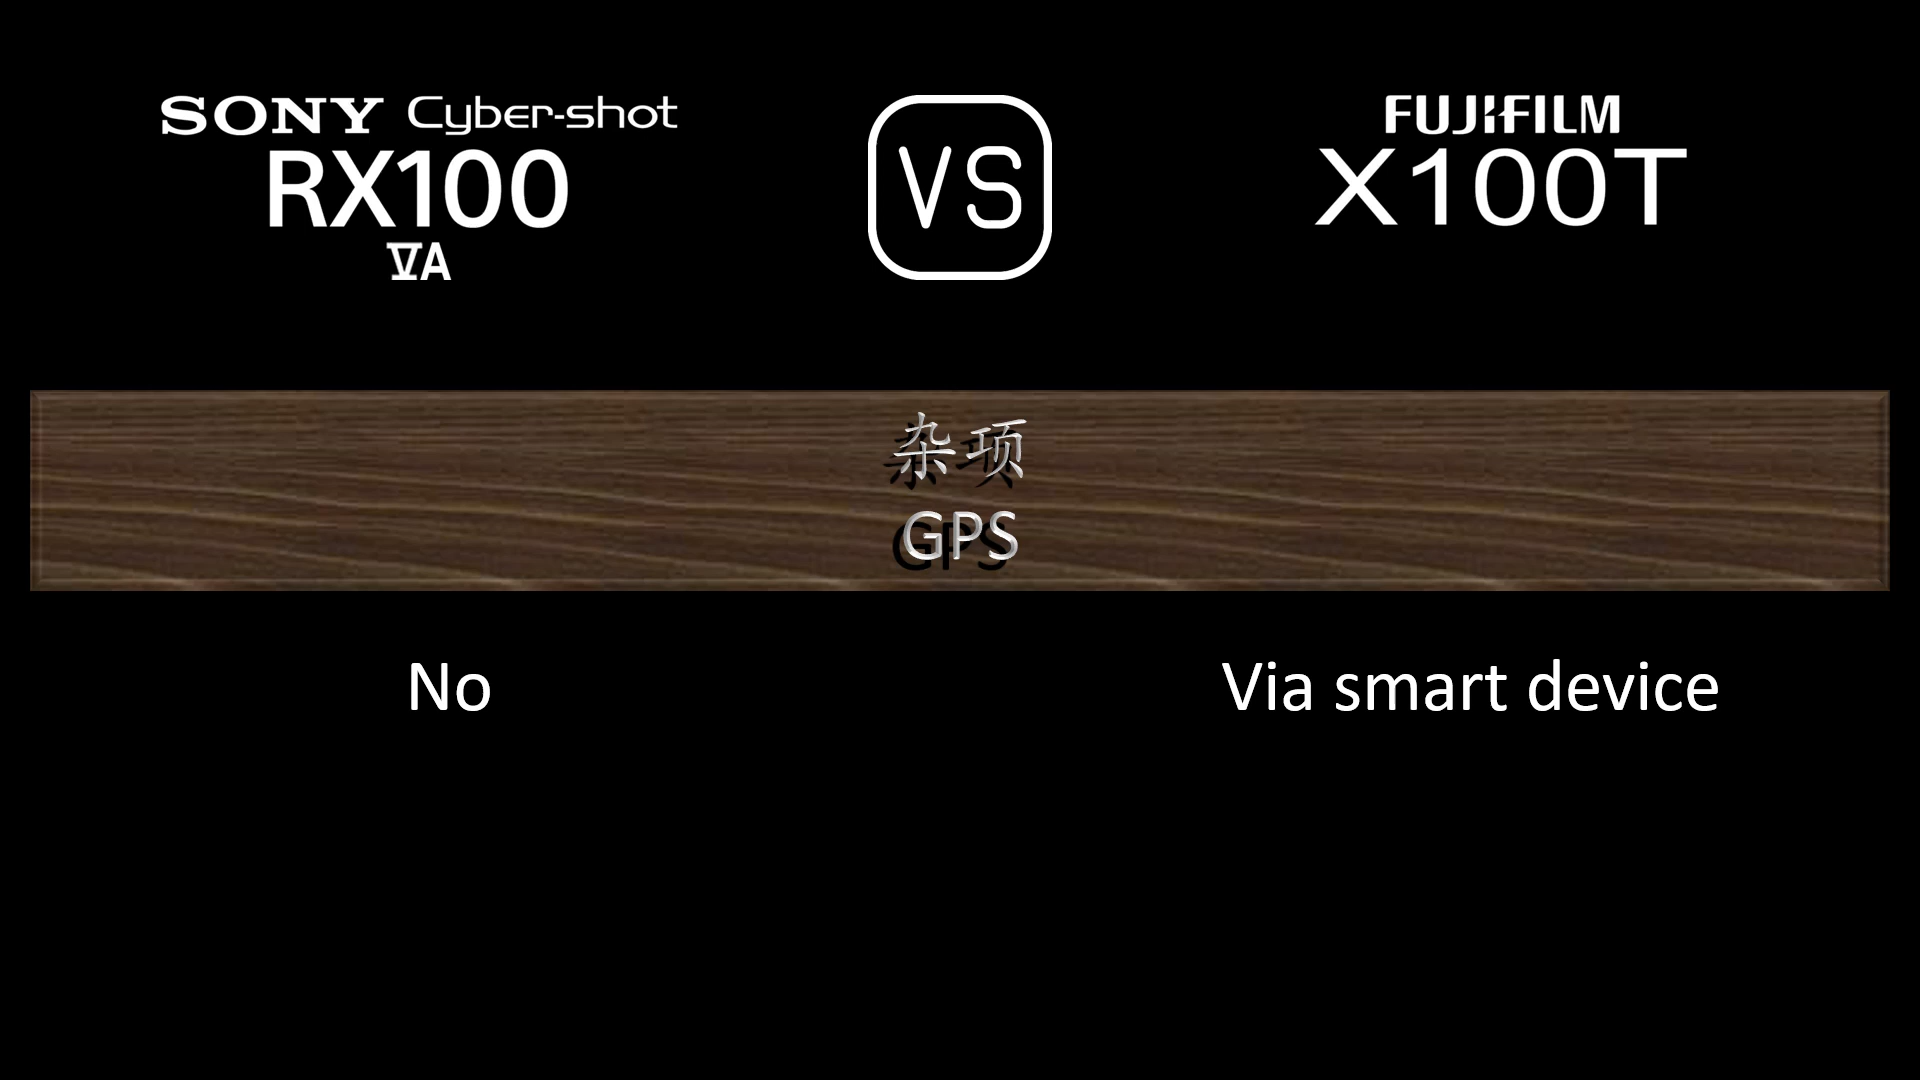 SONY Cyber-shot
RX100
VA
VS
FUJIFILM
X100T
杂项
GPS
No
Via smart device